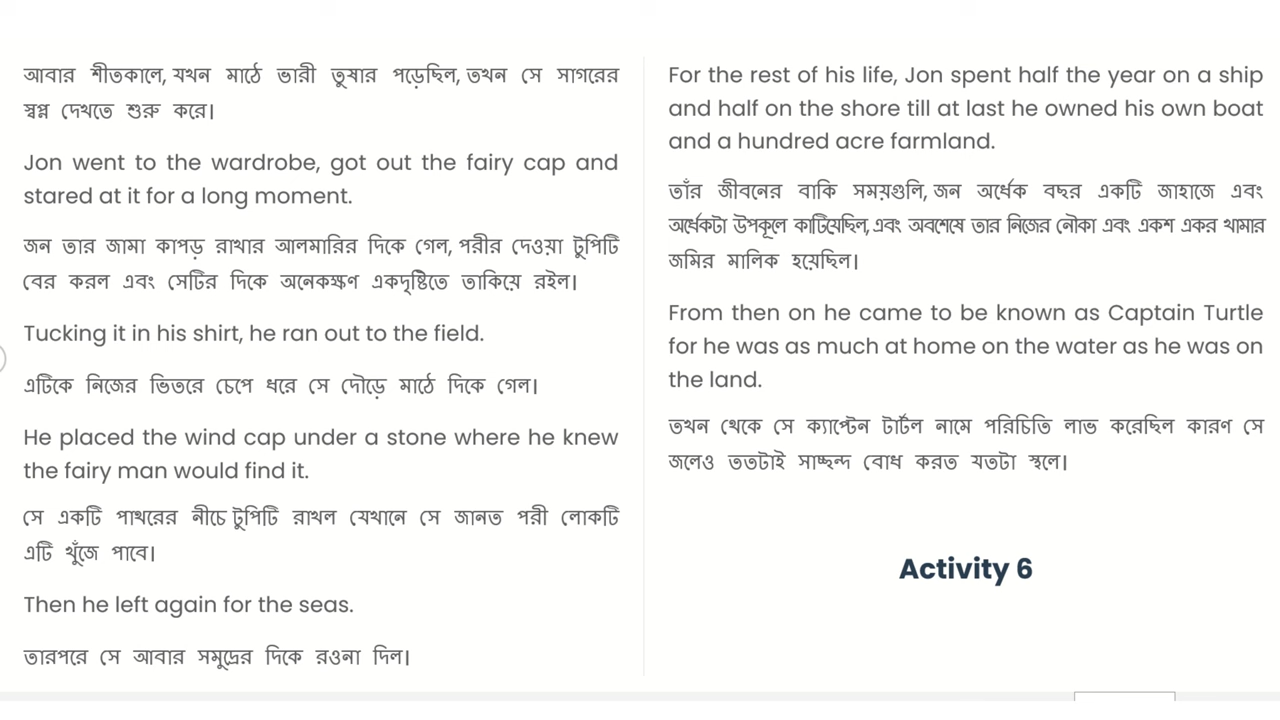 আবার শীতকালে, যখন মাঠে ভারী তুষার পড়েছিল, তখন সে সাগরের
স্বপ্ন দেখতে শুরু করে।
Jon went to the wardrobe, got out the fairy cap and
stared at it for a long moment.
জন তার জামা কাপড় রাখার আলমারির দিকে গেল, পরীর দেওয়া টুপিটি
বের করল এবং সেটির দিকে অনেকক্ষণ একদৃষ্টিতে তাকিয়ে রইল।
Tucking it in his shirt, he ran out to the field.
এটিকে নিজের ভিতরে চেপে ধরে সে দৌড়ে মাঠে দিকে গেল।
He placed the wind cap under a stone where he knew
the fairy man would find it.
সে একটি পাথরের নীচে টুপিটি রাখল যেখানে সে জানত পরী লোকটি
এটি খুঁজে পাবে।
Then he left again for the seas.
তারপরে সে আবার সমুদ্রের দিকে রওনা দিল।
For the rest of his life, Jon spent half the year on a ship
and half on the shore till at last he owned his own boat
and a hundred acre farmland.
তাঁর জীবনের বাকি সময়গুলি, জন অর্ধেক বছর একটি জাহাজে এবং
অর্ধেকটা উপকূলে কাটিয়েছিল, এবং অবশেষে তার নিজের নৌকা এবং একশ একর খামার
জমির মালিক হয়েছিল।
From then on he came to be known as Captain Turtle
for he was as much at home on the water as he was on
the land.
তখন থেকে সে ক্যাপ্টেন টার্টল নামে পরিচিতি লাভ করেছিল কারণ সে
জলেও ততটাই সাচ্ছন্দ বোধ করত যতটা স্থলে।
Activity 6